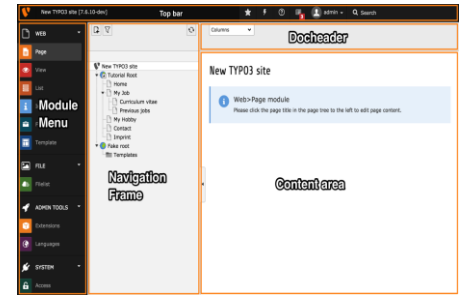 New TYPO3 site [7.6.10-dev]
Top bar
admin
Search
WEB
Page
View
List
Module
Menu
Template
FILE
Filelist
ADMIN TOOLS
Extensions
Languages
SYSTEM
Access
New TYPO3 site
Tutorial Root
Home
My Job
Curriculum vitae
Previous jobs
My Hobby
Contact
Imprint
Fake root
Templates
Navigation
Frame
Columns
Docheader
New TYPO3 site
Web>Page module
Please click the page title in the page tree to the left to edit page content.
Content area